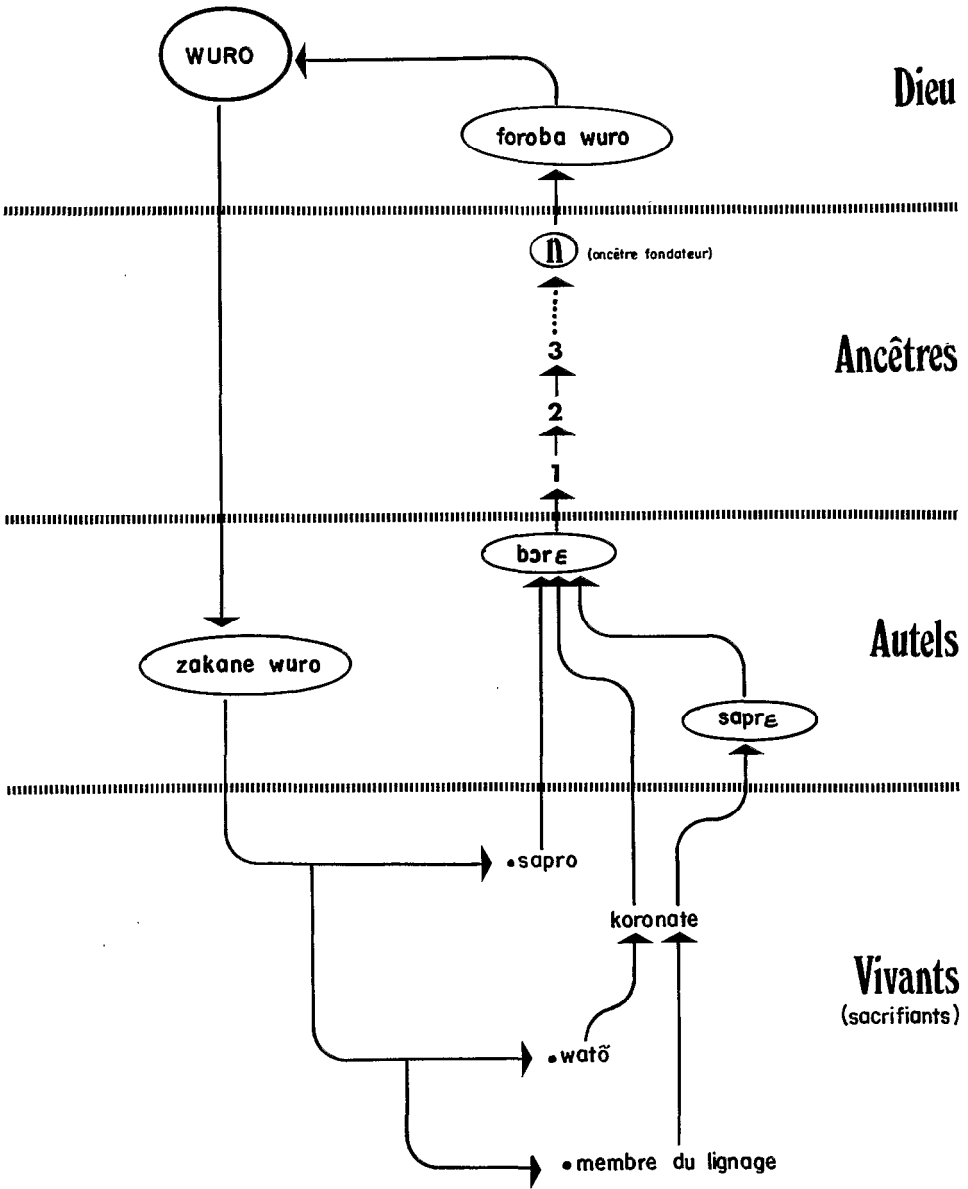 WURO
Dieu
foroba wuro
n (ancêtre fondateur)
3
Ancêtres
2
1
bɔrɛ
Autels
zakane wuro
saprɛ
•sapro
koronate
Vivants
(sacrifiants)
•watõ
•membre du lignage